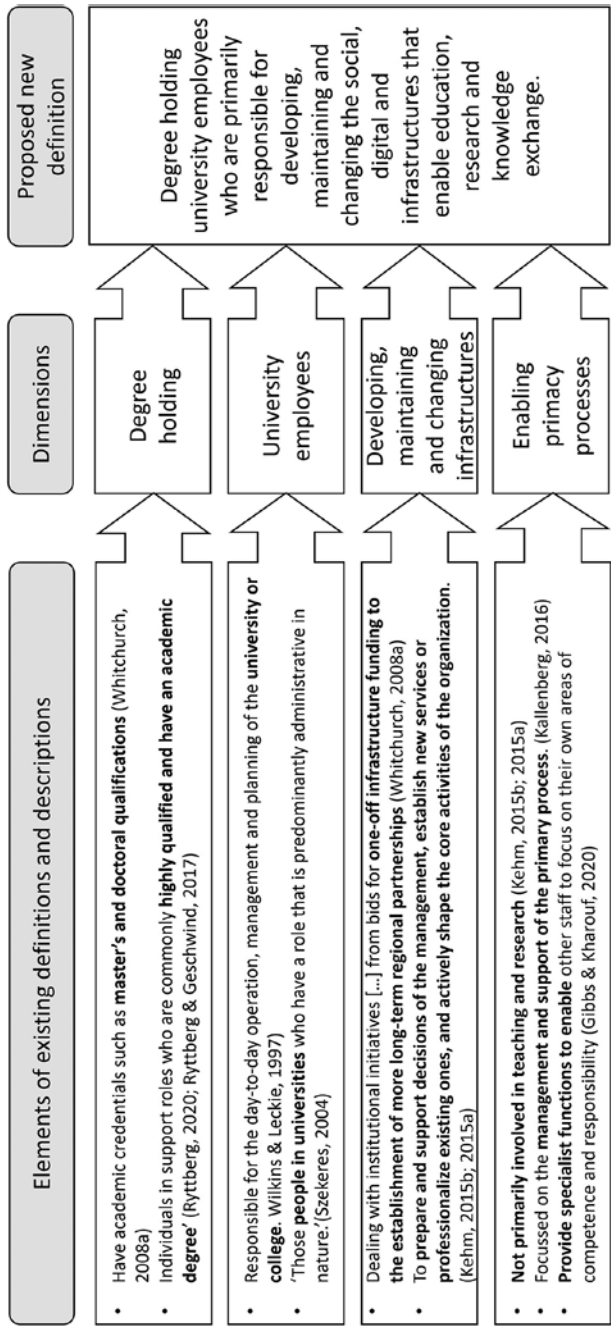 Elements of existing definitions and descriptions
Dimensions
Proposed new
definition
• Have academic credentials such as master's and doctoral qualifications (Whitchurch,
2008a)
• Individuals in support roles who are commonly highly qualified and have an academic
degree' (Ryttberg, 2020; Ryttberg & Geschwind, 2017)
Degree
holding
• Responsible for the day-to-day operation, management and planning of the university or
college. Wilkins & Leckie, 1997)
• 'Those people in universities who have a role that is predominantly administrative in
nature.'(Szekeres, 2004)
University
employees
• Dealing with institutional initiatives [...] from bids for one-off infrastructure funding to
the establishment of more long-term regional partnerships (Whitchurch, 2008a)
• To prepare and support decisions of the management, establish new services or
professionalize existing ones, and actively shape the core activities of the organization.
(Kehm, 2015b; 2015a)
Developing,
maintaining
and changing
infrastructures
• Not primarily involved in teaching and research (Kehm, 2015b; 2015a)
• Focussed on the management and support of the primary process. (Kallenberg, 2016)
• Provide specialist functions to enable other staff to focus on their own areas of
competence and responsibility (Gibbs & Kharouf, 2020)
Enabling
primacy
processes
Degree holding
university employees
who are primarily
responsible for
developing,
maintaining and
changing the social,
digital and
infrastructures that
enable education,
research and
knowledge
exchange.